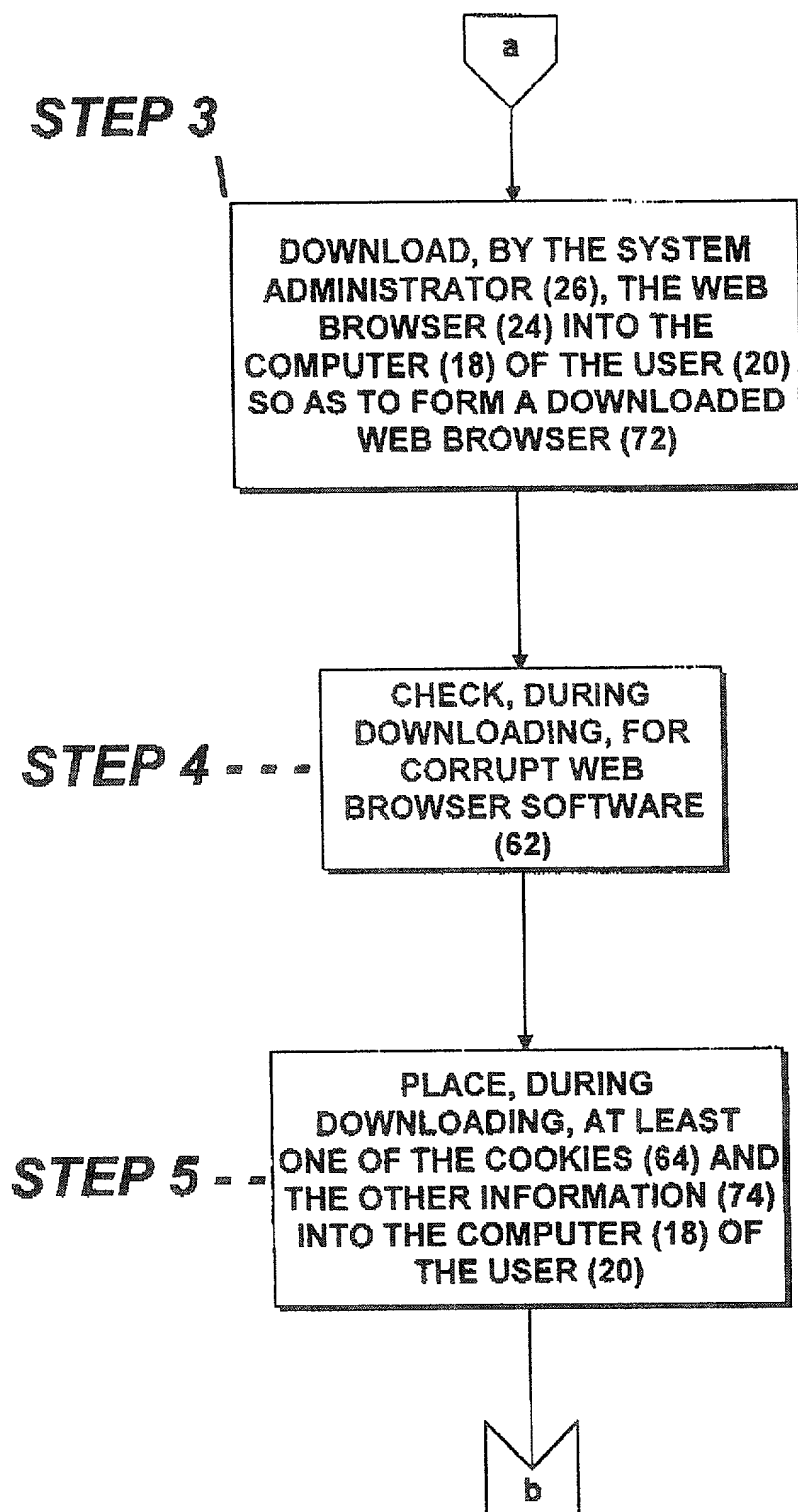 a
STEP 3
DOWNLOAD, BY THE SYSTEM
ADMINISTRATOR (26), THE WEB
BROWSER (24) INTO THE
COMPUTER (18) OF THE USER (20)
SO AS TO FORM A DOWNLOADED
WEB BROWSER (72)
STEP 4
CHECK, DURING
DOWNLOADING, FOR
CORRUPT WEB
BROWSER SOFTWARE
(62)
STEP 5
PLACE, DURING
DOWNLOADING, AT LEAST
ONE OF THE COOKIES (64) AND
THE OTHER INFORMATION (74)
INTO THE COMPUTER (18) OF
THE USER (20)
b